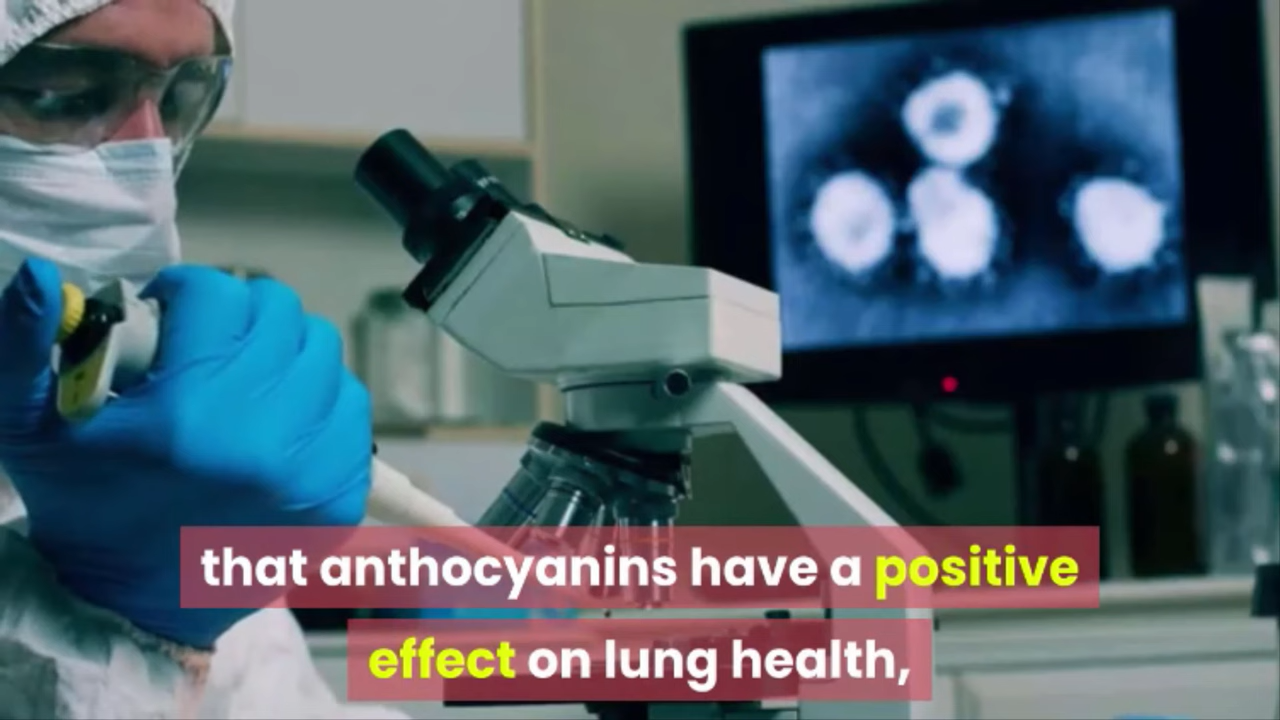 that anthocyanins have a positive
effect on lung health,